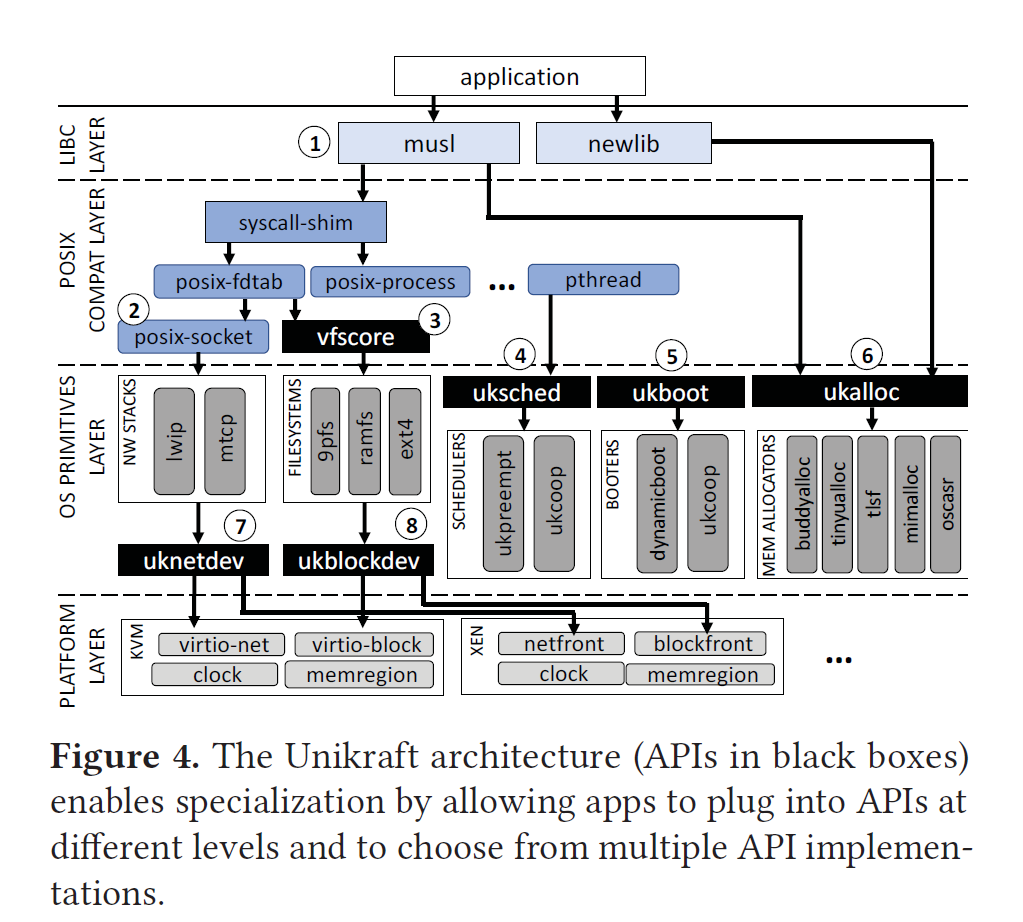 application
LIBC
LAYER
1
musl
newlib
POSIX
COMPAT LAYER
syscall-shim
posix-fdtab
posix-process
...
pthread
2
posix-socket
3
vfscore
OS PRIMITIVES
LAYER
4
uksched
5
ukboot
6
ukalloc
NW STACKS
lwip
mtcp
FILESYSTEMS
9pfs
ramfs
ext4
SCHEDULERS
ukpreempt
ukcoop
BOOTERS
dynamicboot
ukcoop
MEM ALLOCATORS
buddyalloc
tinyualloc
tlsf
mimalloc
oscasr
7
uknetdev
8
ukblockdev
PLATFORM
LAYER
KVM
virtio-net
virtio-block
clock
memregion
XEN
netfront
blockfront
clock
memregion
...
Figure 4. The Unikraft architecture (APIs in black boxes)
enables specialization by allowing apps to plug into APIs at
different levels and to choose from multiple API implemen-
tations.